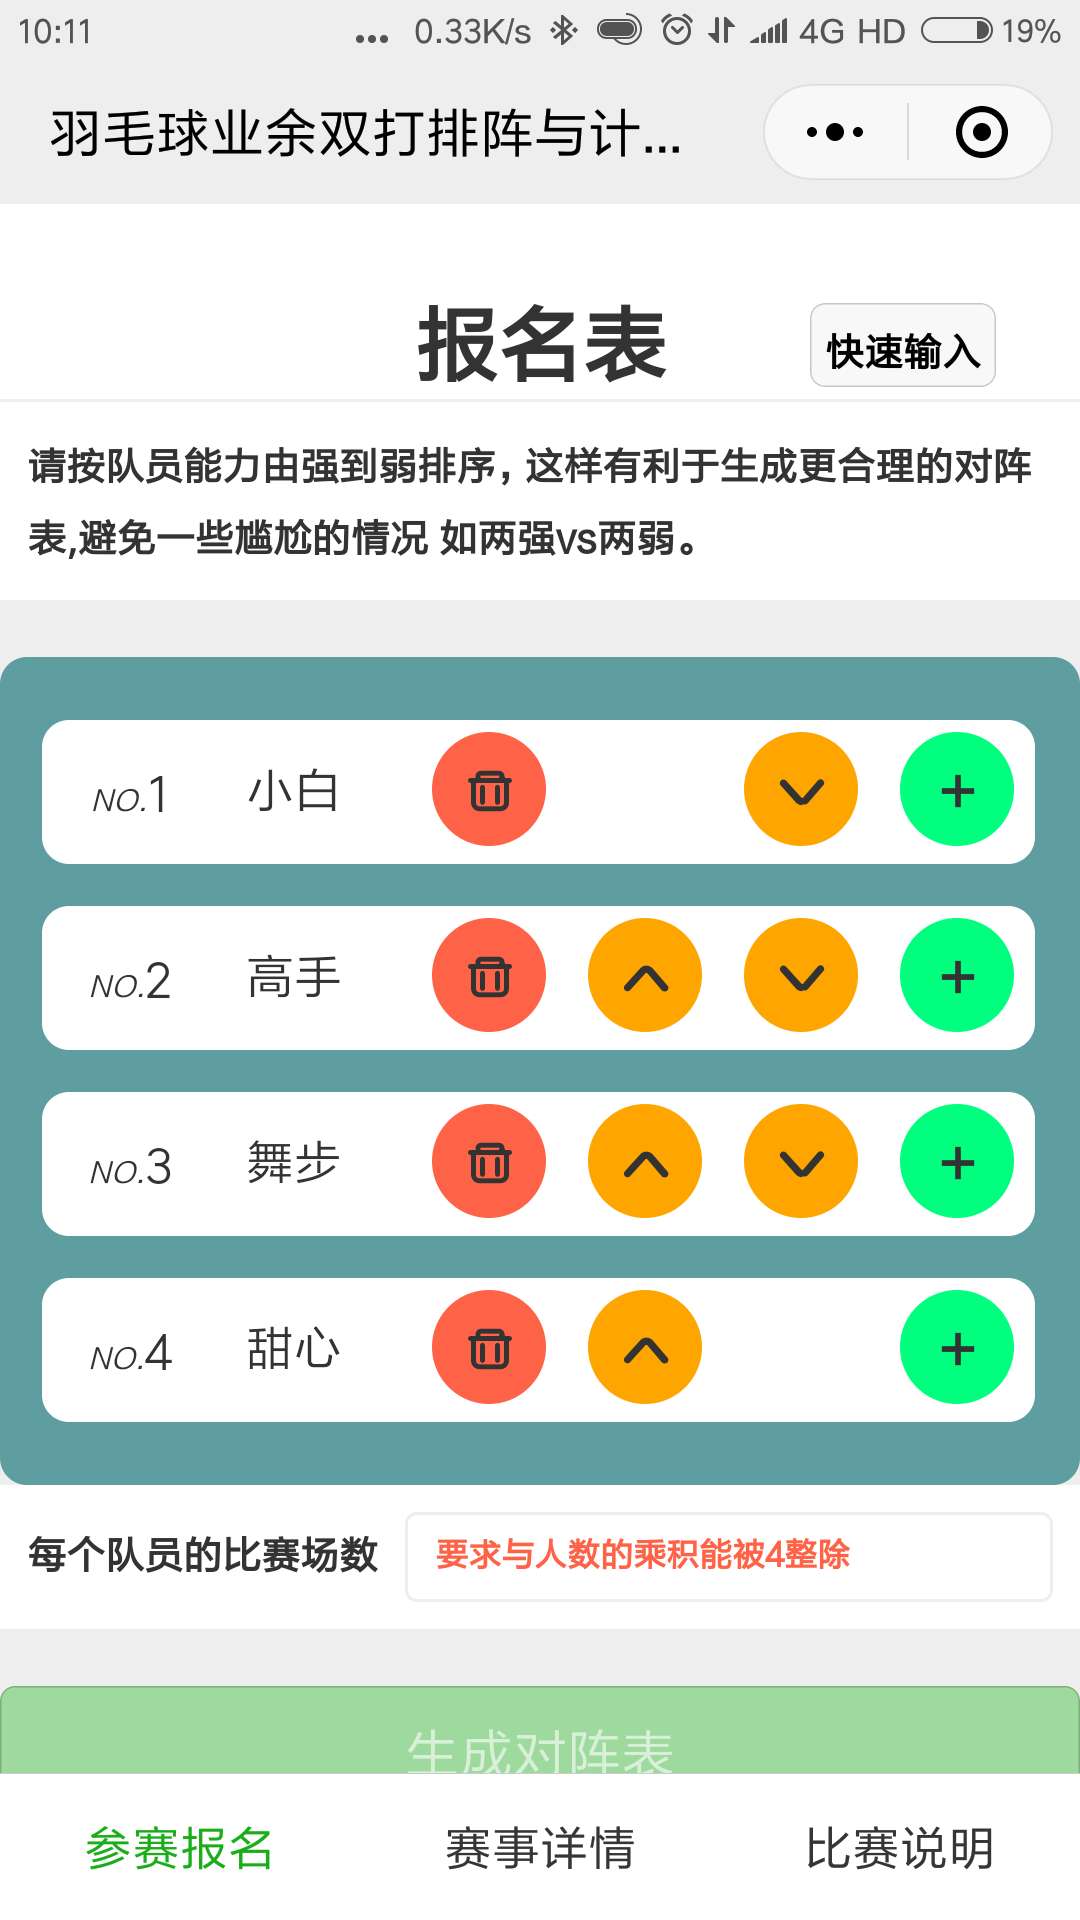 10:11 ... 0.33K/s 4G HD 19%
羽毛球业余双打排阵与计...
报名表 快速输入
请按队员能力由强到弱排序，这样有利于生成更合理的对阵
表,避免一些尴尬的情况 如两强vs两弱。
NO.1 小白
NO.2 高手
NO.3 舞步
NO.4 甜心
每个队员的比赛场数 要求与人数的乘积能被4整除
生成对阵表
参赛报名 赛事详情 比赛说明